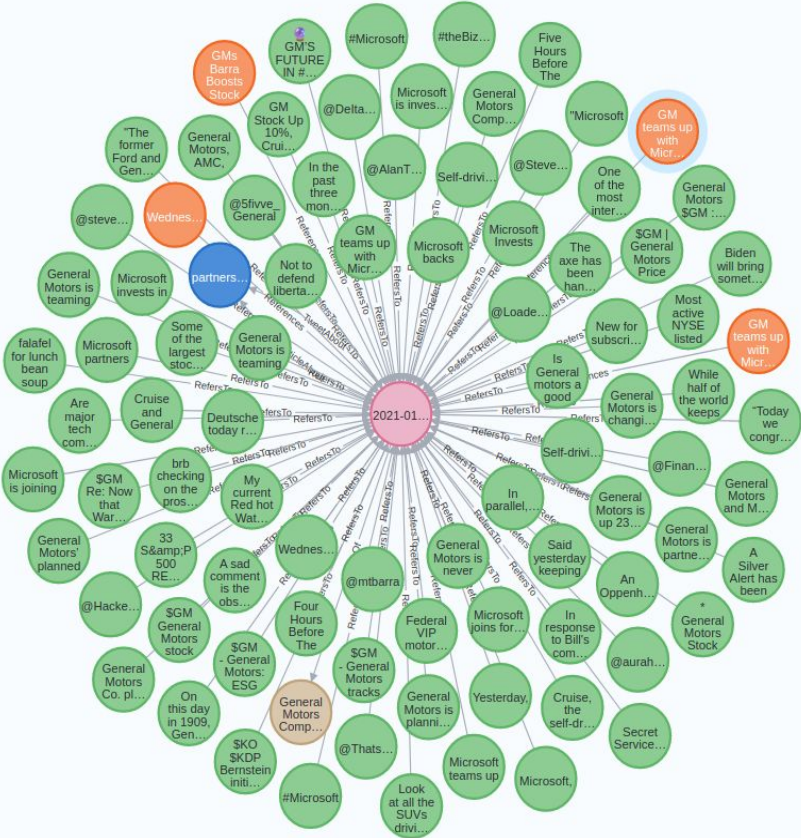 GMs
Barra
Boosts
Stock
GM'S
FUTURE
IN #...
#Microsoft
#theBiz...
Five
Hours
Before
The
@Delta...
Microsoft
is inves...
General
Motors
Comp...
"Microsoft
GM
teams up
with
Micr...
"The
former
Ford and
Gen...
General
Motors,
AMC,
GM
Stock Up
10%,
Crui...
In the
past
three
mon...
@AlanT...
Self-drivi...
@Steve...
One
of the
most
inter...
General
Motors
$GM :...
@steve...
Wednes...
@5fivve_
General
GM
teams up
with
Micr...
Microsoft
backs
Microsoft
Invests
The
axe has
been
han...
$GM |
General
Motors
Price
Biden
will bring
somet...
General
Motors is
teaming
Microsoft
invests in
partners...
Not to
defend
liberta...
@Loade...
New for
subscri...
Most
active
NYSE
listed
GM
teams up
with
Micr...
falafel
for lunch
bean
soup
Microsoft
partners
Some
of the
largest
stoc...
General
Motors is
teaming
Is
General
motors a
good
While
half of
the world
keeps
Are
major
tech
com...
Cruise
and
General
Deutsche
today r...
2021-01...
General
Motors is
changi...
"Today
we
congr...
Microsoft
is joining
$GM
Re: Now
that
War...
brb
checking
on the
pros...
My
current
Red hot
Wat...
Self-drivi...
@Finan...
General
Motors
and M...
General
Motors'
planned
33
S&amp;P
500
RE...
Wednes...
General
Motors is
never
In
parallel,...
General
Motors is
up 23...
General
Motors is
partne...
A
Silver
Alert has
been
@Hacke...
A sad
comment
is the
obs...
@mtbarra
Said
yesterday
keeping
An
Oppenh...
*
General
Motors
Stock
$GM
General
Motors
stock
Four
Hours
Before
The
Federal
VIP
motor...
Microsoft
joins for...
In
response
to Bill's
com...
@aurah...
General
Motors
Co. pl...
$GM
- General
Motors:
ESG
$GM
- General
Motors
tracks
On
this day
in 1909,
Gen...
General
Motors
Comp...
General
Motors is
planni...
Yesterday,
Cruise,
the
self-dr...
Secret
Service...
$KO
$KDP
Bernstein
initi...
@Thats...
Microsoft
teams up
Microsoft,
#Microsoft
Look
at all the
SUVs
drivi...
RefersTo
RefersTo
RefersTo
RefersTo
RefersTo
RefersTo
References
TweetAbout